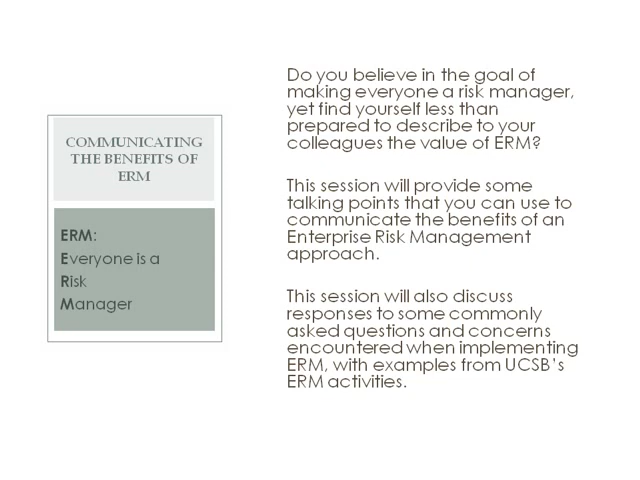 COMMUNICATING
THE BENEFITS OF
ERM
ERM:
Everyone is a
Risk
Manager
Do you believe in the goal of
making everyone a risk manager,
yet find yourself less than
prepared to describe to your
colleagues the value of ERM?
This session will provide some
talking points that you can use to
communicate the benefits of an
Enterprise Risk Management
approach.
This session will also discuss
responses to some commonly
asked questions and concerns
encountered when implementing
ERM, with examples from UCSB's
ERM activities.